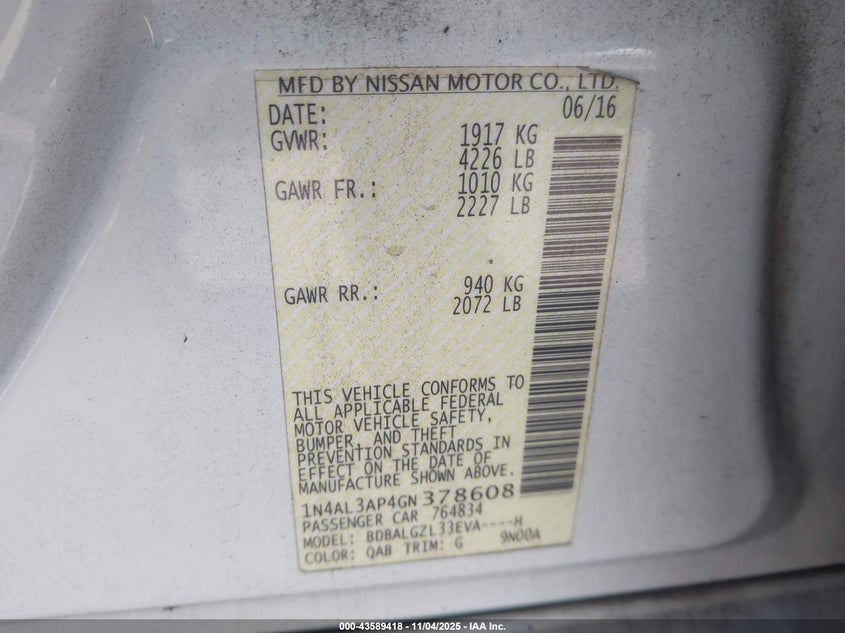 MFD BY NISSAN MOTOR CO., LTD.
DATE: 06/16
GVWR: 1917 KG
4226 LB
GAWR FR.: 1010 KG
2227 LB
GAWR RR.: 940 KG
2072 LB
THIS VEHICLE CONFORMS TO
ALL APPLICABLE FEDERAL
MOTOR VEHICLE SAFETY,
BUMPER, AND THEFT
PREVENTION STANDARDS IN
EFFECT ON THE DATE OF
MANUFACTURE SHOWN ABOVE.
1N4AL3AP4GN378608
PASSENGER CAR 764834
MODEL: BDBALGZL33EVA----H
COLOR: QAB TRIM: G 9N00A
000-43589418 - 11/04/2025 - IAA Inc.